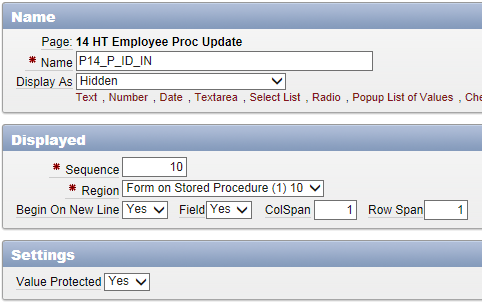 Name
Page: 14 HT Employee Proc Update
* Name P14_P_ID_IN
Display As Hidden
Text , Number , Date , Textarea , Select List , Radio , Popup List of Values , Che
Displayed
* Sequence 10
* Region Form on Stored Procedure (1) 10
Begin On New Line Yes Field Yes ColSpan 1 Row Span 1
Settings
Value Protected Yes